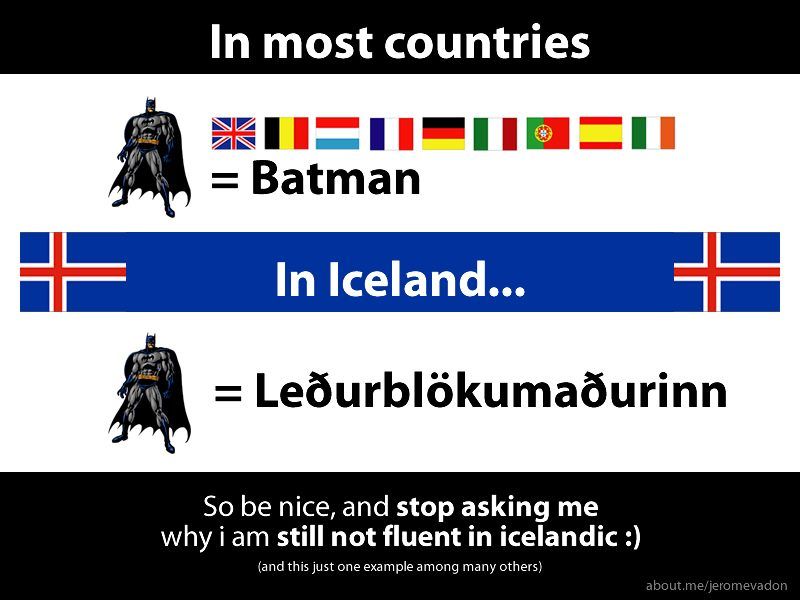 In most countries
= Batman
In Iceland...
= Leðurblökumaðurinn
So be nice, and stop asking me
why i am still not fluent in icelandic :)
(and this just one example among many others)
about.me/jeromevadon